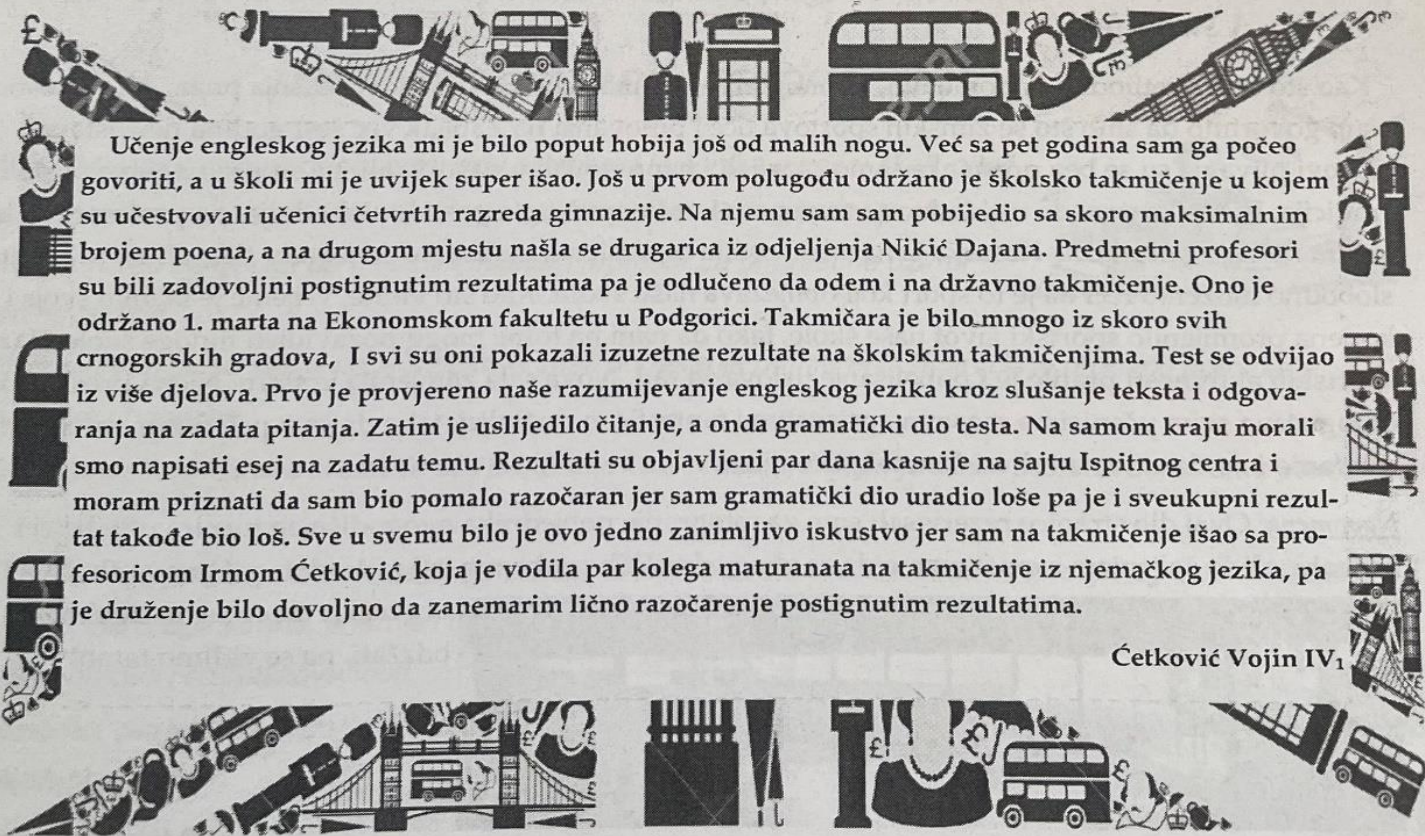 Učenje engleskog jezika mi je bilo poput hobija još od malih nogu. Već sa pet godina sam ga počeo
govoriti, a u školi mi je uvijek super išao. Još u prvom polugođu održano je školsko takmičenje u kojem
su učestvovali učenici četvrtih razreda gimnazije. Na njemu sam sam pobijedio sa skoro maksimalnim
brojem poena, a na drugom mjestu našla se drugarica iz odjeljenja Nikić Dajana. Predmetni profesori
su bili zadovoljni postignutim rezultatima pa je odlučeno da odem i na državno takmičenje. Ono je
održano 1. marta na Ekonomskom fakultetu u Podgorici. Takmičara je bilo mnogo iz skoro svih
crnogorskih gradova, I svi su oni pokazali izuzetne rezultate na školskim takmičenjima. Test se odvijao
iz više djelova. Prvo je provjereno naše razumijevanje engleskog jezika kroz slušanje teksta i odgova-
ranja na zadata pitanja. Zatim je uslijedilo čitanje, a onda gramatički dio testa. Na samom kraju morali
smo napisati esej na zadatu temu. Rezultati su objavljeni par dana kasnije na sajtu Ispitnog centra i
moram priznati da sam bio pomalo razočaran jer sam gramatički dio uradio loše pa je i sveukupni rezul-
tat takođe bio loš. Sve u svemu bilo je ovo jedno zanimljivo iskustvo jer sam na takmičenje išao sa pro-
fesoricom Irmom Ćetković, koja je vodila par kolega maturanata na takmičenje iz njemačkog jezika, pa
je druženje bilo dovoljno da zanemarim lično razočarenje postignutim rezultatima.
Ćetković Vojin IV₁